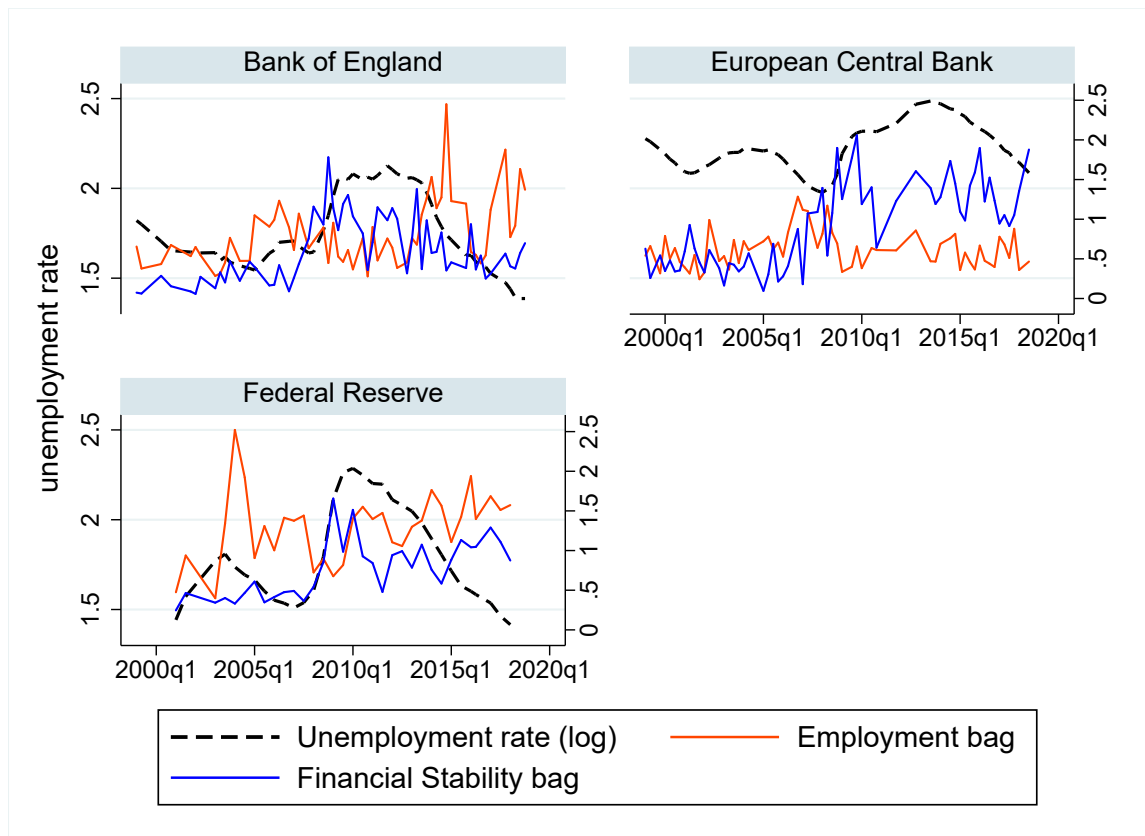 Bank of England
European Central Bank
2.5
2
1.5
2.5
2
1.5
1
.5
0
2000q1 2005q1 2010q1 2015q1 2020q1
unemployment rate
Federal Reserve
2.5
2
1.5
2.5
2
1.5
1
.5
0
2000q1 2005q1 2010q1 2015q1 2020q1
Unemployment rate (log) Employment bag
Financial Stability bag